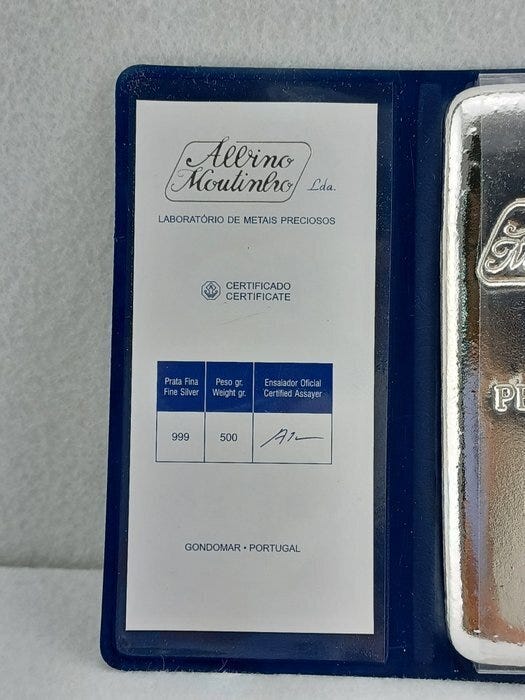 Albino
Moutinho Lda.
LABORATÓRIO DE METAIS PRECIOSOS
CERTIFICADO
CERTIFICATE
Prata Fina Peso gr. Ensaiador Oficial
Fine Silver Weight gr. Certified Assayer
999 500
GONDOMAR • PORTUGAL